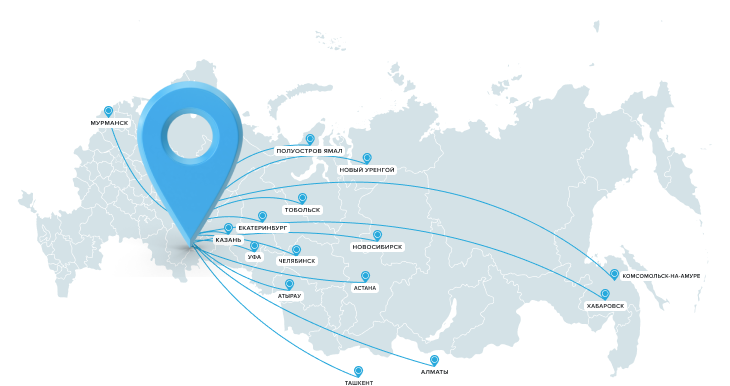 МУРМАНСК
ПОЛУОСТРОВ ЯМАЛ
НОВЫЙ УРЕНГОЙ
ТОБОЛЬСК
ЕКАТЕРИНБУРГ
КАЗАНЬ
НОВОСИБИРСК
УФА
ЧЕЛЯБИНСК
КОМСОМОЛЬСК-НА-АМУРЕ
АСТАНА
АТЫРАУ
ХАБАРОВСК
АЛМАТЫ
ТАШКЕНТ